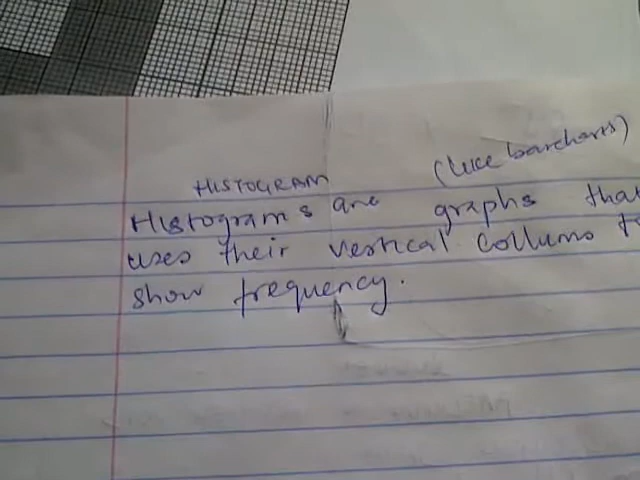 (like barcharts)
HISTOGRAM
Histograms are graphs that
uses their vertical collums to
show frequency.